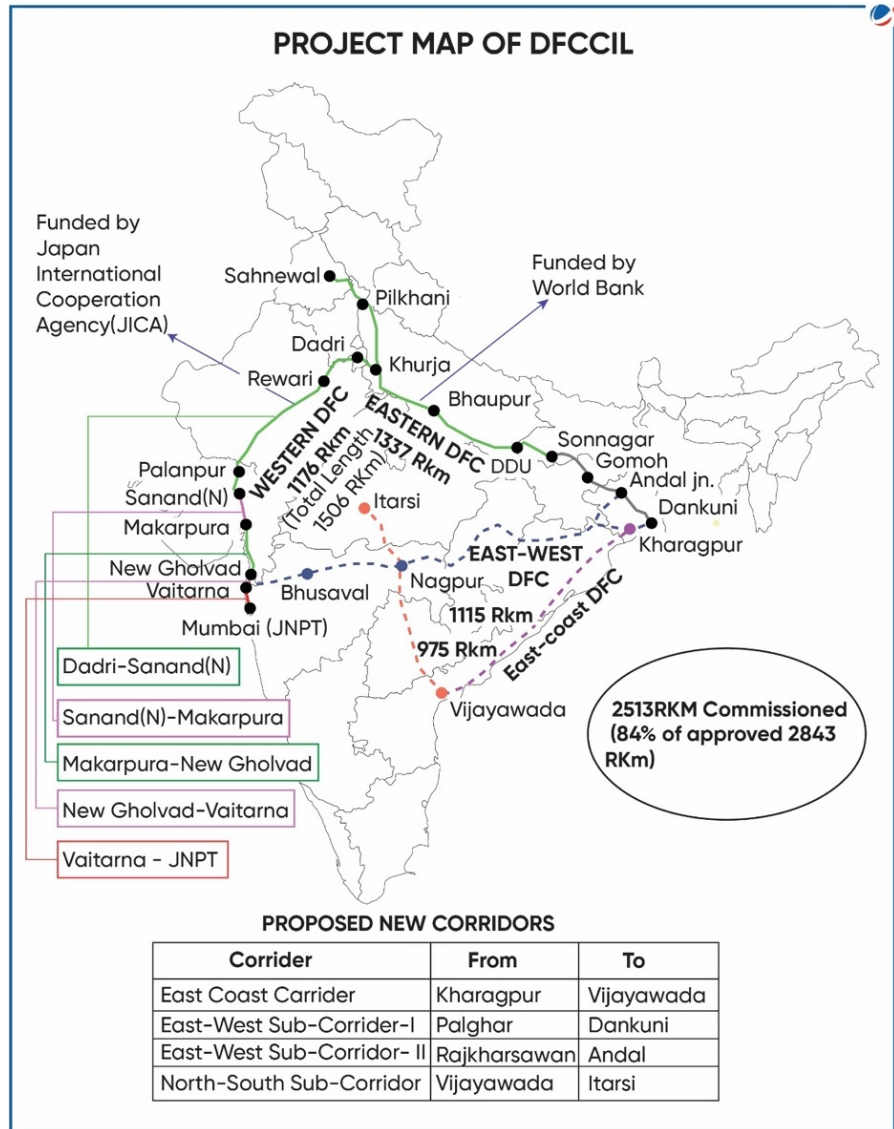 PROJECT MAP OF DFCCIL
Funded by
Japan
International
Cooperation
Agency(JICA)
Funded by
World Bank
Sahnewal
Pilkhani
Dadri
Khurja
Rewari
Bhaupur
WESTERN DFC
1176 Rkm
(Total Length
1506 RKm)
EASTERN DFC
1337 Rkm
DDU
Sonnagar
Gomoh
Andal jn.
Dankuni
Kharagpur
Palanpur
Sanand(N)
Makarpura
Itarsi
New Gholvad
Vaitarna
Mumbai (JNPT)
Bhusaval
Nagpur
EAST-WEST
DFC
1115 Rkm
975 Rkm
East-coast DFC
Vijayawada
Dadri-Sanand(N)
Sanand(N)-Makarpura
Makarpura-New Gholvad
New Gholvad-Vaitarna
Vaitarna - JNPT
2513RKM Commissioned
(84% of approved 2843
RKm)
PROPOSED NEW CORRIDORS
Corrider From To
East Coast Carrider Kharagpur Vijayawada
East-West Sub-Corrider-I Palghar Dankuni
East-West Sub-Corridor- II Rajkharsawan Andal
North-South Sub-Corridor Vijayawada Itarsi